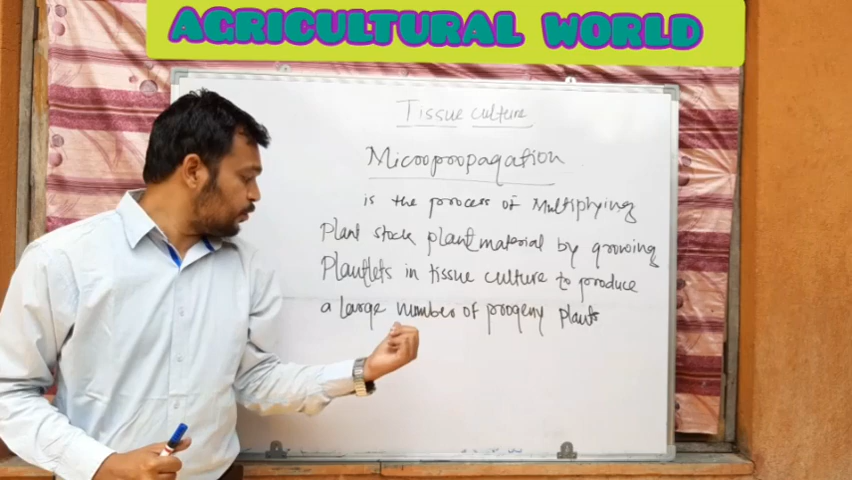 AGRICULTURAL WORLD
Tissue culture
Micropropagation
is the process of Multiplying
Plant stock plant material by growing
Plantlets in tissue culture to produce
a large number of progeny plants